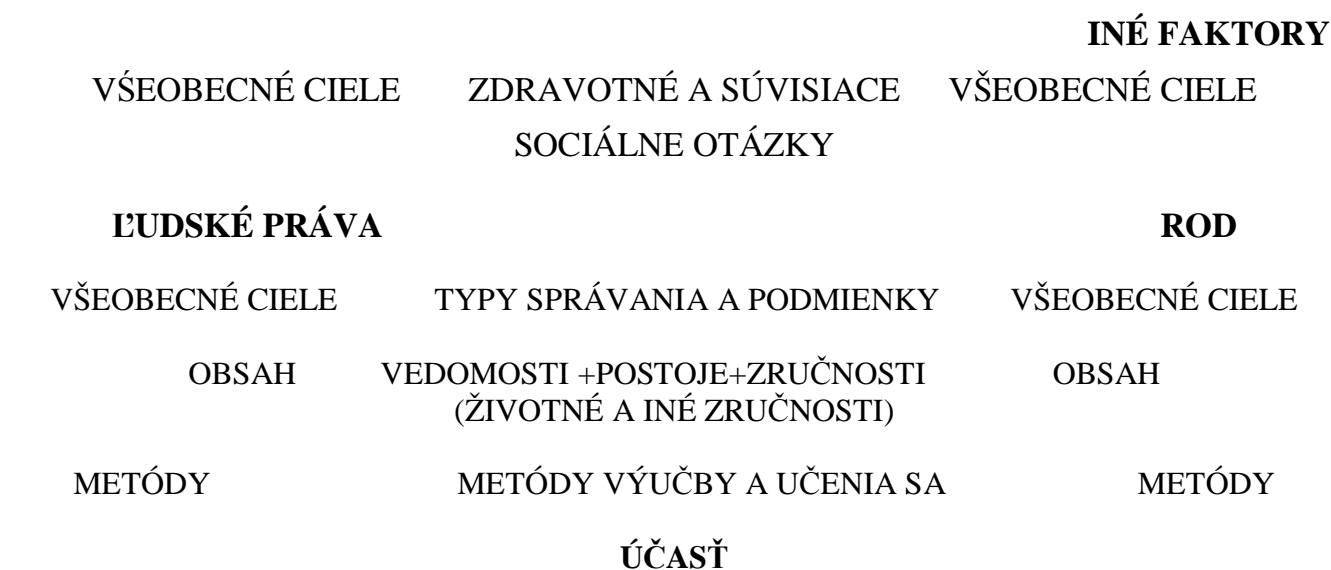 INÉ FAKTORY
VŚEOBECNÉ CIELE ZDRAVOTNÉ A SÚVISIACE VŠEOBECNÉ CIELE
SOCIÁLNE OTÁZKY
ĽUDSKÉ PRÁVA ROD
VŠEOBECNÉ CIELE TYPY SPRÁVANIA A PODMIENKY VŠEOBECNÉ CIELE
OBSAH VEDOMOSTI +POSTOJE+ZRUČNOSTI OBSAH
(ŽIVOTNÉ A INÉ ZRUČNOSTI)
METÓDY METÓDY VÝUČBY A UČENIA SA METÓDY
ÚČASŤ